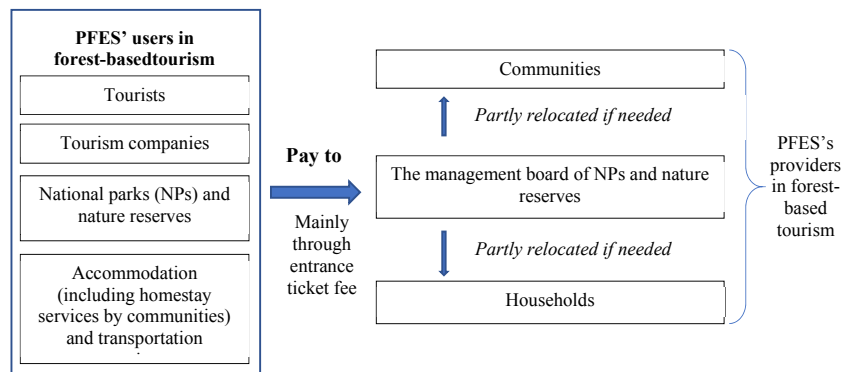 PFES' users in
forest-basedtourism
Tourists
Tourism companies
National parks (NPs) and
nature reserves
Accommodation
(including homestay
services by communities)
and transportation
Pay to
Mainly
through
entrance
ticket fee
Communities
Partly relocated if needed
The management board of NPs and nature
reserves
Partly relocated if needed
Households
PFES's
providers
in forest-
based
tourism